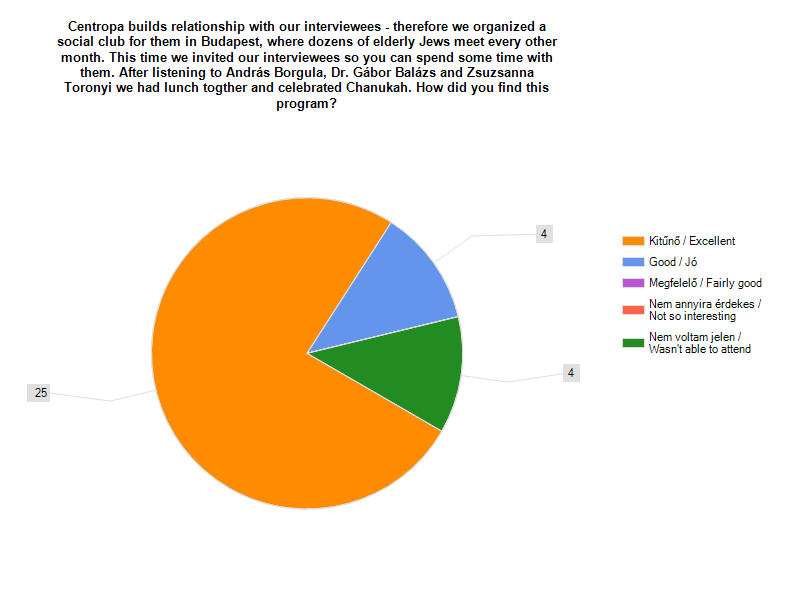 Centropa builds relationship with our interviewees - therefore we organized a
social club for them in Budapest, where dozens of elderly Jews meet every other
month. This time we invited our interviewees so you can spend some time with
them. After listening to András Borgula, Dr. Gábor Balázs and Zsuzsanna
Toronyi we had lunch togther and celebrated Chanukah. How did you find this
program?
4
Kitűnő / Excellent
Good / Jó
Megfelelő / Fairly good
Nem annyira érdekes /
Not so interesting
Nem voltam jelen /
Wasn't able to attend
4
25